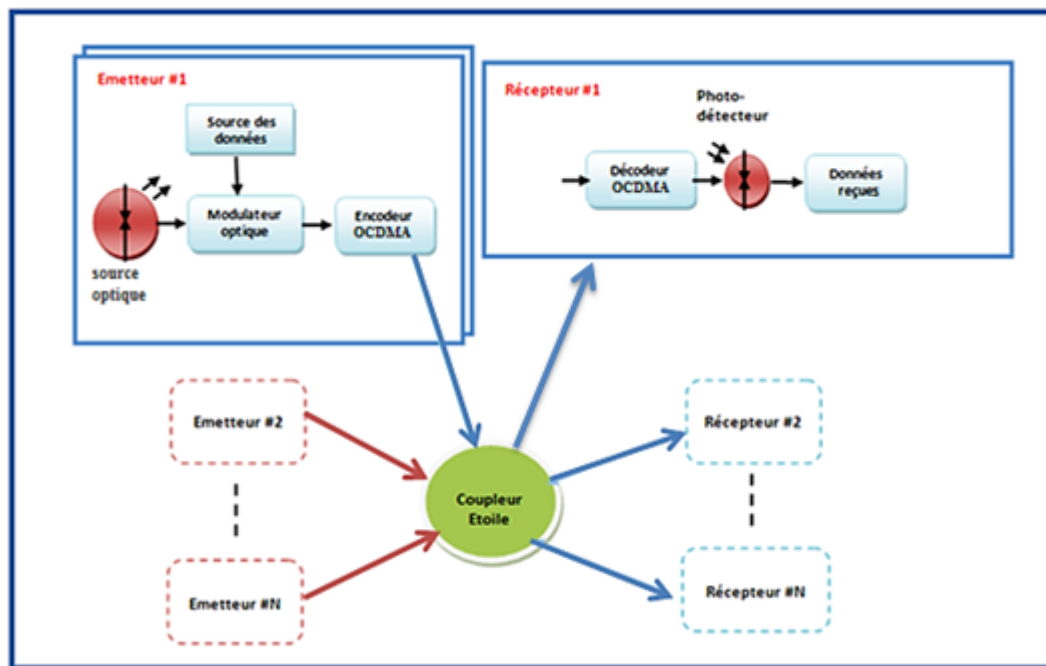 Emetteur #1
Source des
données
Modulateur
optique
Encodeur
OCDMA
source
optique
Récepteur #1
Photo-
détecteur
Décodeur
OCDMA
Données
reçues
Emetteur #2
Coupleur
Etoile
Récepteur #2
Emetteur #N
Récepteur #N